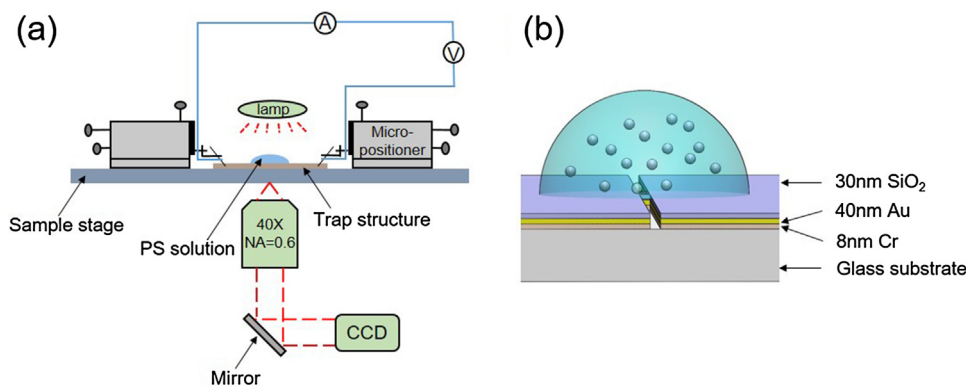 (a)
A
V
lamp
+
Micro-
positioner
Sample stage
PS solution
40X
NA=0.6
Trap structure
CCD
Mirror
(b)
30nm SiO₂
40nm Au
8nm Cr
Glass substrate